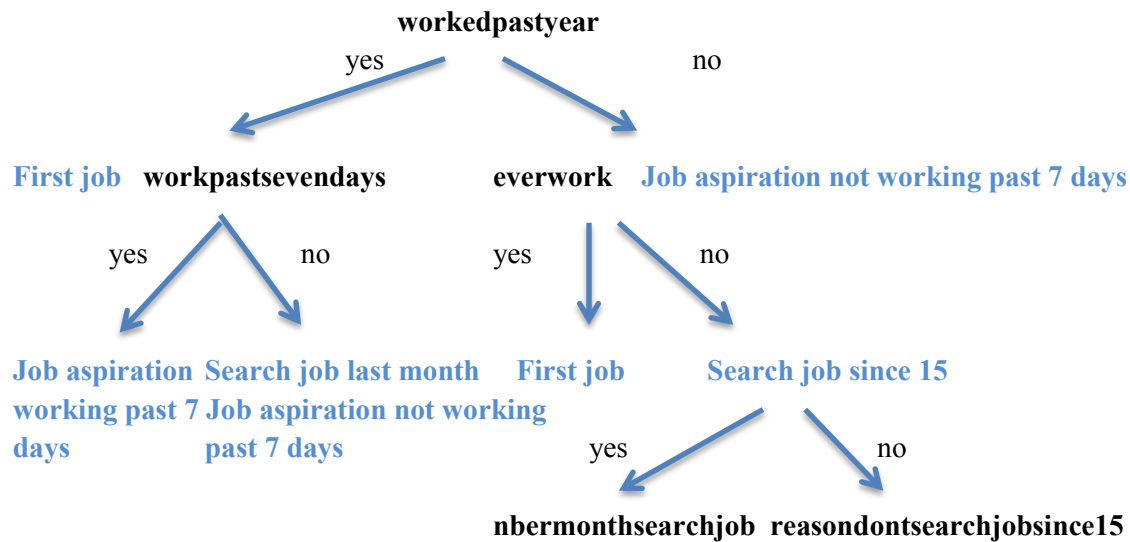 workedpastyear
yes no
First job workpastsevendays everwork Job aspiration not working past 7 days
yes no yes no
Job aspiration Search job last month First job Search job since 15
working past 7 Job aspiration not working
days past 7 days
yes no
nbermonthsearchjob reasondontsearchjobsince15